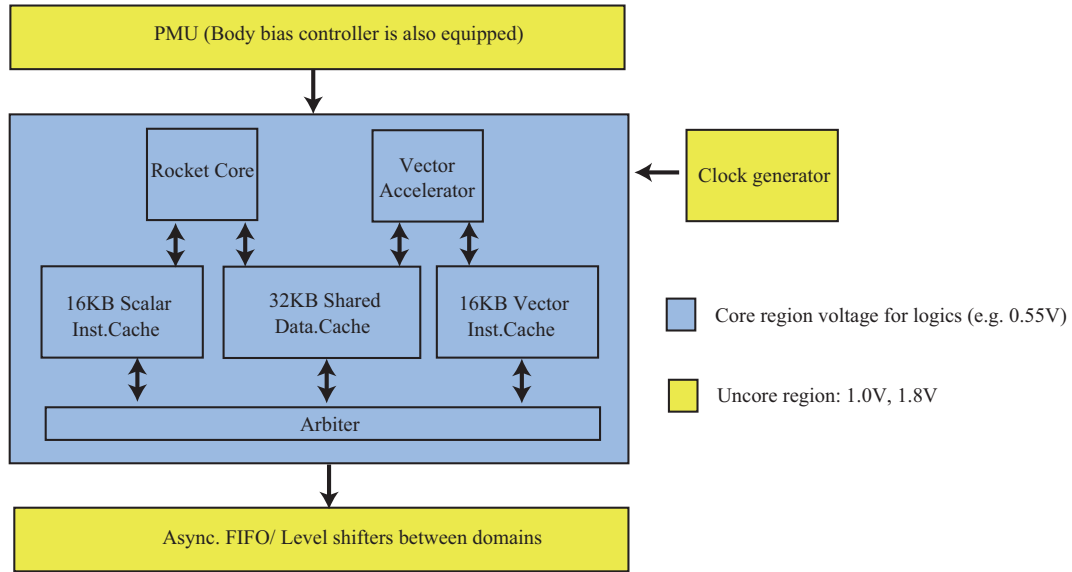 PMU (Body bias controller is also equipped)
Rocket Core
Vector
Accelerator
Clock generator
16KB Scalar
Inst.Cache
32KB Shared
Data.Cache
16KB Vector
Inst.Cache
Core region voltage for logics (e.g. 0.55V)
Uncore region: 1.0V, 1.8V
Arbiter
Async. FIFO/ Level shifters between domains